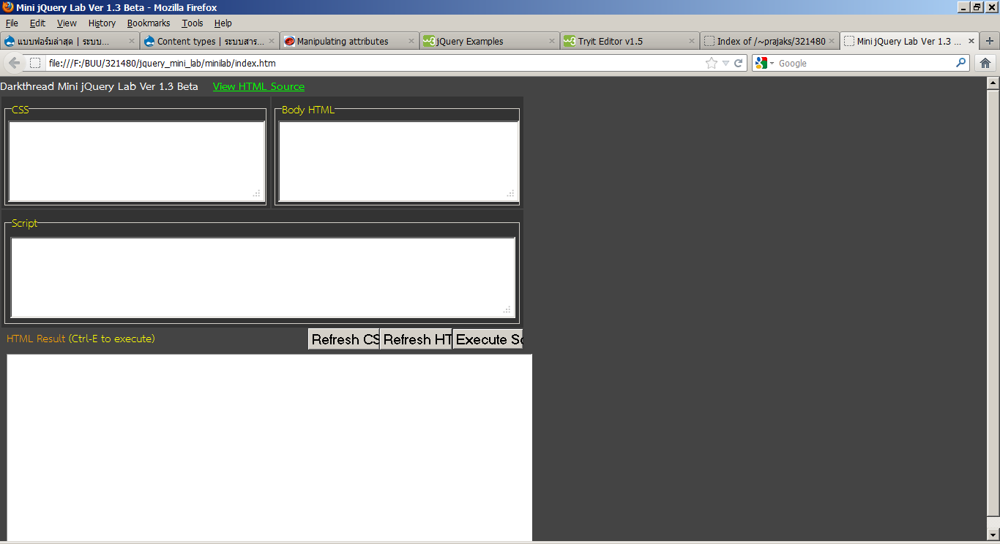 Mini jQuery Lab Ver 1.3 Beta - Mozilla Firefox
File Edit View History Bookmarks Tools Help
แบบฟอร์มล่าสุด | ระบบ... Content types | ระบบสาร... Manipulating attributes jQuery Examples Tryit Editor v1.5 Index of /~prajaks/321480 Mini jQuery Lab Ver 1.3 ...
file:///F:/BUU/321480/jquery_mini_lab/minilab/index.htm Google
Darkthread Mini jQuery Lab Ver 1.3 Beta View HTML Source
CSS Body HTML
Script
HTML Result (Ctrl-E to execute) Refresh CS Refresh HT Execute Sc